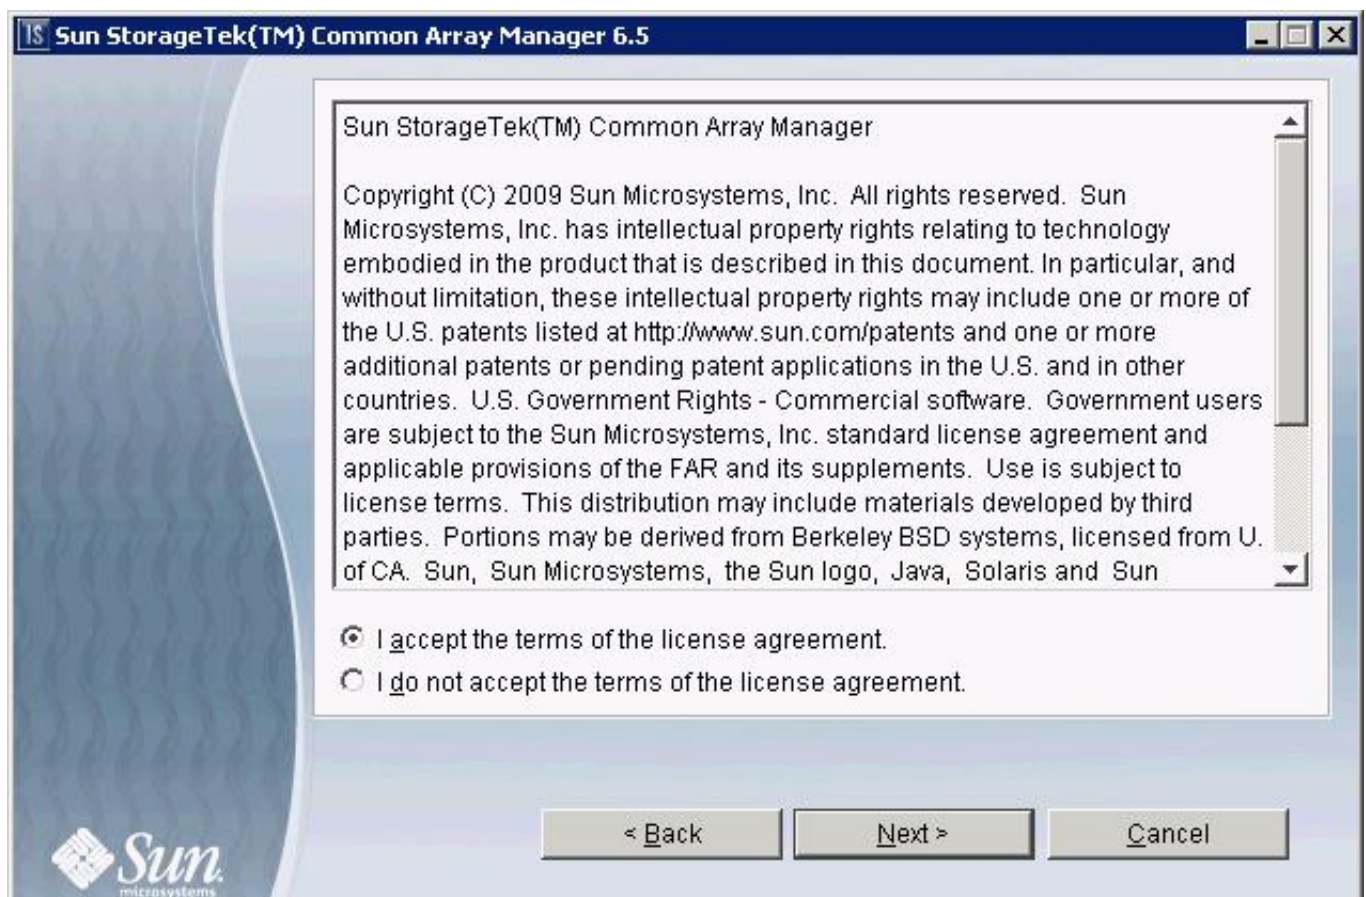 Sun StorageTek(TM) Common Array Manager 6.5
Sun StorageTek(TM) Common Array Manager
Copyright (C) 2009 Sun Microsystems, Inc.  All rights reserved.  Sun
Microsystems, Inc. has intellectual property rights relating to technology
embodied in the product that is described in this document. In particular, and
without limitation, these intellectual property rights may include one or more of
the U.S. patents listed at http://www.sun.com/patents and one or more
additional patents or pending patent applications in the U.S. and in other
countries.  U.S. Government Rights - Commercial software.  Government users
are subject to the Sun Microsystems, Inc. standard license agreement and
applicable provisions of the FAR and its supplements.  Use is subject to
license terms.  This distribution may include materials developed by third
parties.  Portions may be derived from Berkeley BSD systems, licensed from U.
of CA.  Sun,  Sun Microsystems,  the Sun logo,  Java,  Solaris and  Sun
I accept the terms of the license agreement.
I do not accept the terms of the license agreement.
< Back
Next >
Cancel
Sun
microsystems